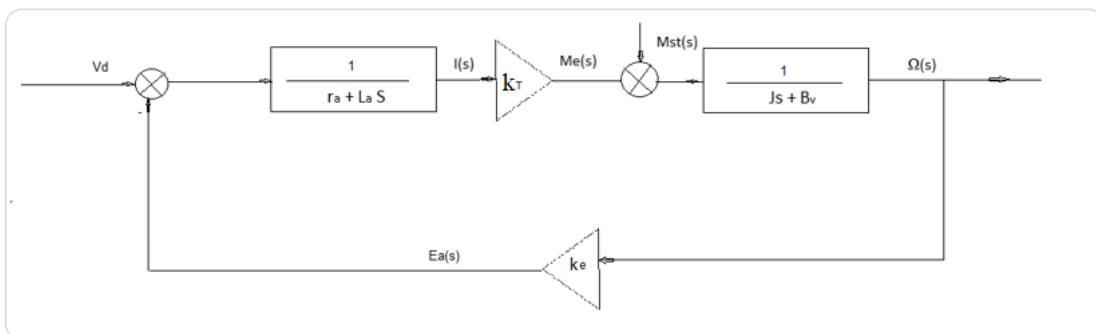 Vd
1
rₐ + Lₐ S
I(s)
kT
Me(s)
Mst(s)
1
Js + Bᵥ
Ω(s)
-
Ea(s)
ke